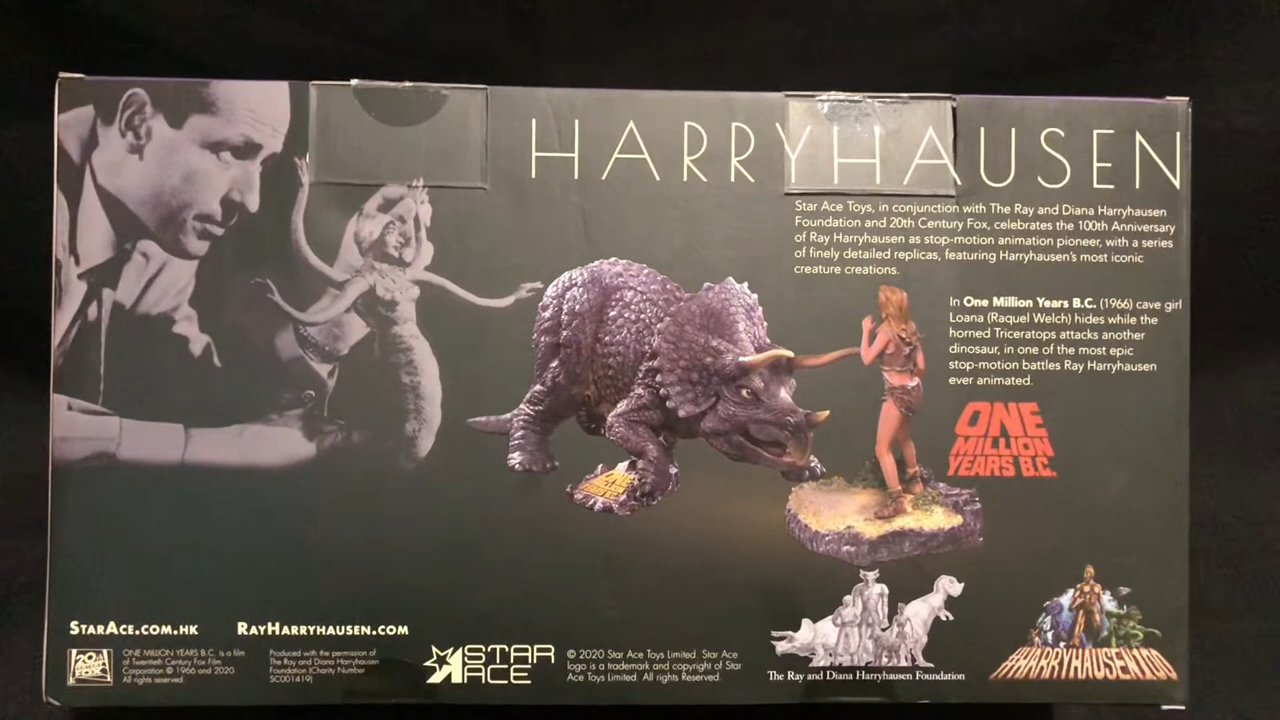 HARRYHAUSEN
Star Ace Toys, in conjunction with The Ray and Diana Harryhausen
Foundation and 20th Century Fox, celebrates the 100th Anniversary
of Ray Harryhausen as stop-motion animation pioneer, with a series
of finely detailed replicas, featuring Harryhausen's most iconic
creature creations.
In One Million Years B.C. (1966) cave girl
Loana (Raquel Welch) hides while the
horned Triceratops attacks another
dinosaur, in one of the most epic
stop-motion battles Ray Harryhausen
ever animated.
ONE
MILLION
YEARS B.C.
ONE
MILLION
YEARS B.C.
STARACE.COM.HK
RAYHARRYHAUSEN.COM
20th
CENTURY
FOX
ONE MILLION YEARS B.C. is a film
of Twentieth Century Fox Film
Corporation © 1966 and 2020.
All rights reserved.
Produced with the permission of
The Ray and Diana Harryhausen
Foundation (Charity Number
SC001419)
STAR
ACE
© 2020 Star Ace Toys Limited. Star Ace
logo is a trademark and copyright of Star
Ace Toys Limited. All rights Reserved.
The Ray and Diana Harryhausen Foundation
#HARRYHAUSEN100